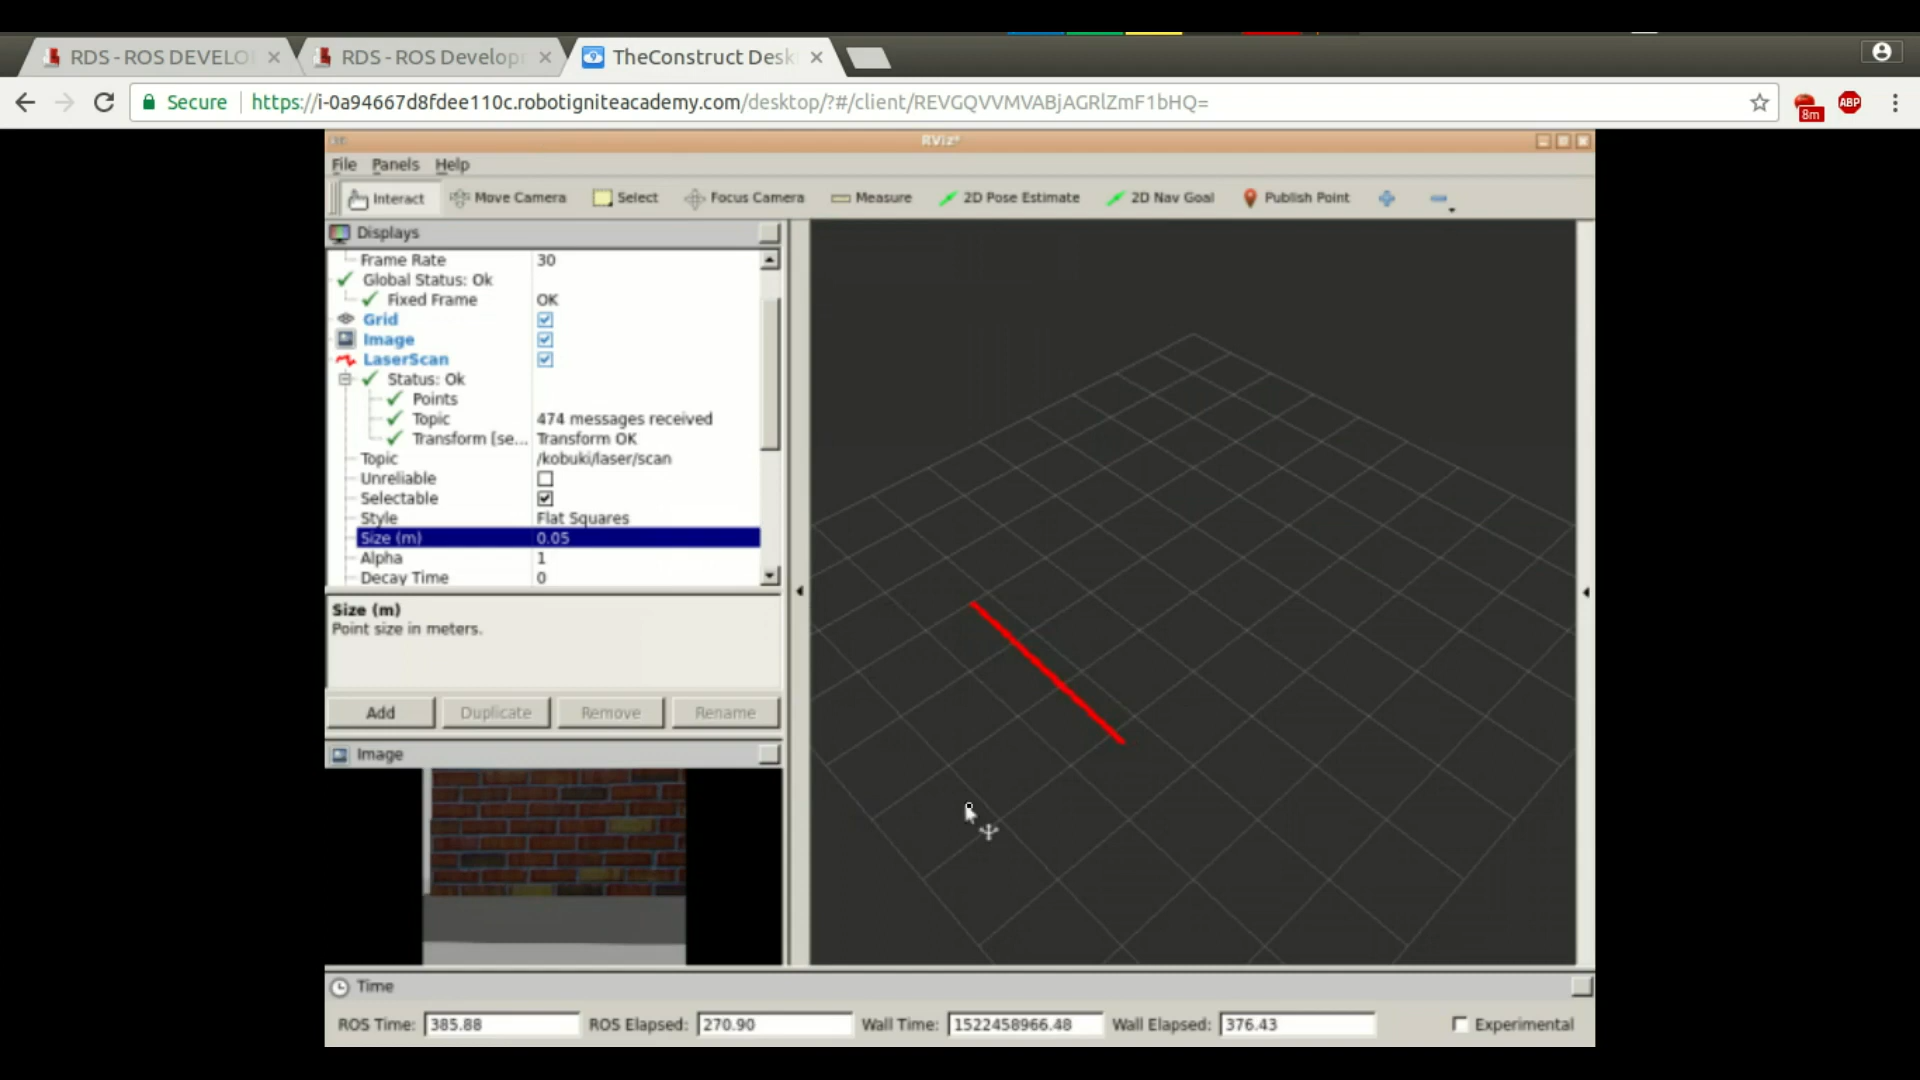 RDS - ROS DEVELO
RDS - ROS Develop
TheConstruct Desk
Secure
https://i-0a94667d8fdee110c.robotigniteacademy.com/desktop/?#/client/REVGQVVMVABjAGRlZmF1bHQ=
8m
ABP
RViz*
File Panels Help
Interact Move Camera Select Focus Camera Measure 2D Pose Estimate 2D Nav Goal Publish Point
Displays
Frame Rate 30
Global Status: Ok
Fixed Frame OK
Grid
Image
LaserScan
Status: Ok
Points
Topic 474 messages received
Transform [se... Transform OK
Topic /kobuki/laser/scan
Unreliable
Selectable
Style Flat Squares
Size (m) 0.05
Alpha 1
Decay Time 0
Size (m)
Point size in meters.
Add Duplicate Remove Rename
Image
Time
ROS Time: 385.88 ROS Elapsed: 270.90 Wall Time: 1522458966.48 Wall Elapsed: 376.43 Experimental